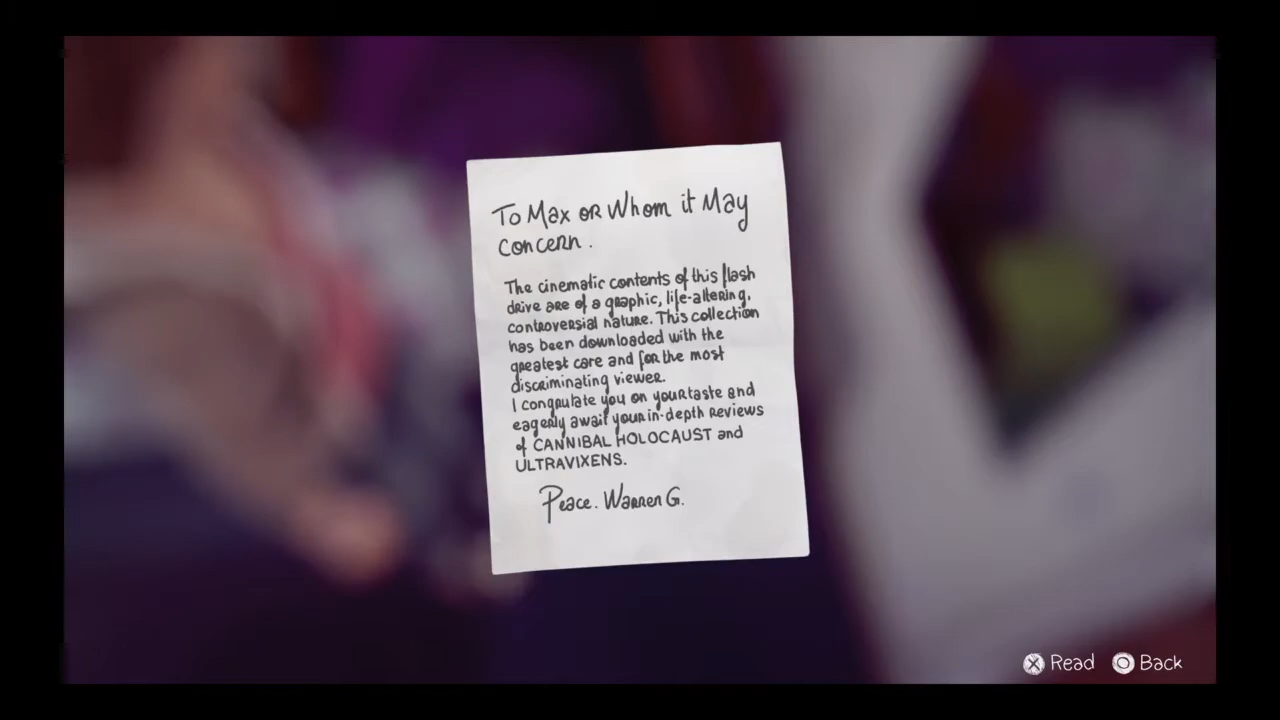 To Max or Whom it May
Concern.
The cinematic contents of this flash
drive are of a graphic, life-altering,
controversial nature. This collection
has been downloaded with the
greatest care and for the most
discriminating viewer.
I congrulate you on your taste and
eagerly await your in-depth reviews
of CANNIBAL HOLOCAUST and
ULTRAVIXENS.
Peace. Warren G.
Read Back